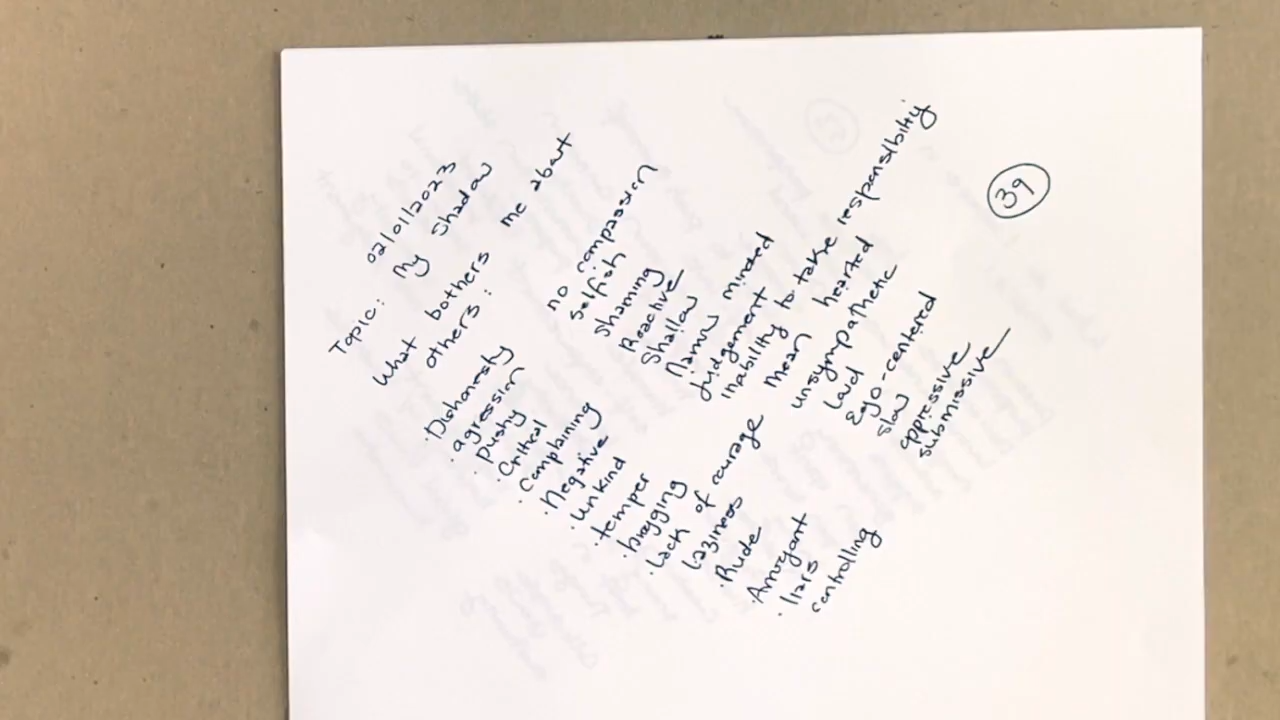 39
02/01/2023
Topic: My Shadow
What bothers me about
others:
· Dishonesty
· agression
· Pushy
· Critical
· Complaining
· Negative
· Unkind
· temper
· bragging
· Lack of courage
laziness
· Rude
· Arrogant
· liars
controlling
no compassion
Selfish
Shaming
Reactive
Shallow
Narrow minded
Judgement
inability to take responsibility
mean hearted
unsympathetic
Loud
Ego-centered
slow
oppressive
submissive